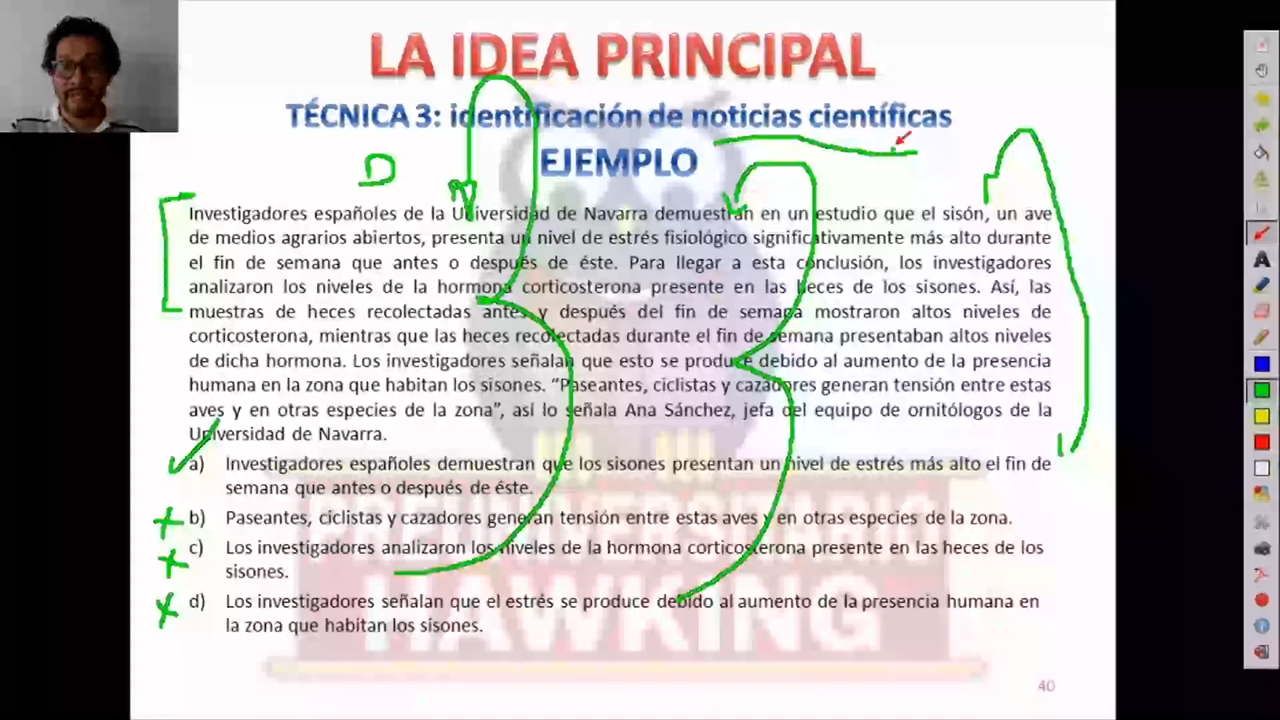 LA IDEA PRINCIPAL
TÉCNICA 3: identificación de noticias científicas
EJEMPLO
D
Investigadores españoles de la Universidad de Navarra demuestran en un estudio que el sisón, un ave
de medios agrarios abiertos, presenta un nivel de estrés fisiológico significativamente más alto durante
el fin de semana que antes o después de éste. Para llegar a esta conclusión, los investigadores
analizaron los niveles de la hormona corticosterona presente en las heces de los sisones. Así, las
muestras de heces recolectadas antes y después del fin de semana mostraron altos niveles de
corticosterona, mientras que las heces recolectadas durante el fin de semana presentaban altos niveles
de dicha hormona. Los investigadores señalan que esto se produce debido al aumento de la presencia
humana en la zona que habitan los sisones. “Paseantes, ciclistas y cazadores generan tensión entre estas
aves y en otras especies de la zona”, así lo señala Ana Sánchez, jefa del equipo de ornitólogos de la
Universidad de Navarra.
a) Investigadores españoles demuestran que los sisones presentan un nivel de estrés más alto el fin de
semana que antes o después de éste.
b) Paseantes, ciclistas y cazadores generan tensión entre estas aves y en otras especies de la zona.
c) Los investigadores analizaron los niveles de la hormona corticosterona presente en las heces de los
sisones.
d) Los investigadores señalan que el estrés se produce debido al aumento de la presencia humana en
la zona que habitan los sisones.
PREUNIVERSITARIO
HAWKING
40
A